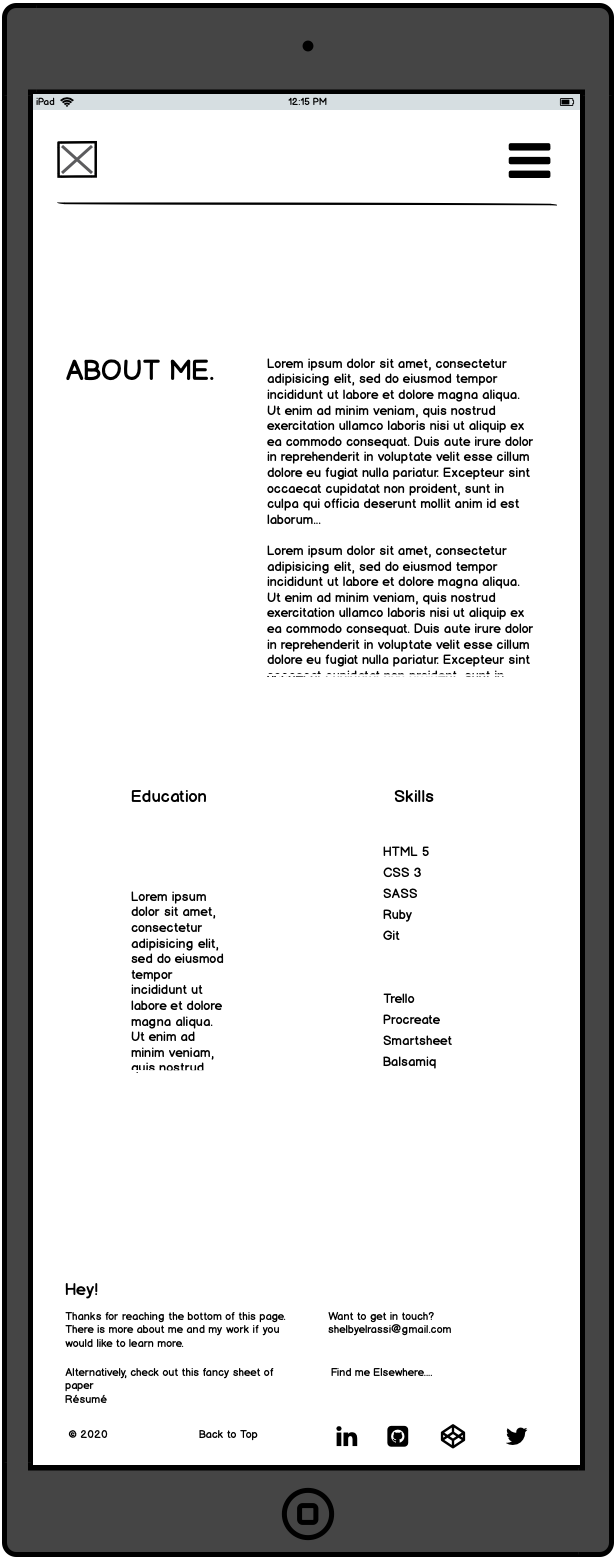 iPad
12:15 PM
ABOUT ME.
Lorem ipsum dolor sit amet, consectetur
adipisicing elit, sed do eiusmod tempor
incididunt ut labore et dolore magna aliqua.
Ut enim ad minim veniam, quis nostrud
exercitation ullamco laboris nisi ut aliquip ex
ea commodo consequat. Duis aute irure dolor
in reprehenderit in voluptate velit esse cillum
dolore eu fugiat nulla pariatur. Excepteur sint
occaecat cupidatat non proident, sunt in
culpa qui officia deserunt mollit anim id est
laborum...
Lorem ipsum dolor sit amet, consectetur
adipisicing elit, sed do eiusmod tempor
incididunt ut labore et dolore magna aliqua.
Ut enim ad minim veniam, quis nostrud
exercitation ullamco laboris nisi ut aliquip ex
ea commodo consequat. Duis aute irure dolor
in reprehenderit in voluptate velit esse cillum
dolore eu fugiat nulla pariatur. Excepteur sint
occaecat cupidatat non proident, sunt in
Education
Lorem ipsum
dolor sit amet,
consectetur
adipisicing elit,
sed do eiusmod
tempor
incididunt ut
labore et dolore
magna aliqua.
Ut enim ad
minim veniam,
quis nostrud
Skills
HTML 5
CSS 3
SASS
Ruby
Git
Trello
Procreate
Smartsheet
Balsamiq
Hey!
Thanks for reaching the bottom of this page.
There is more about me and my work if you
would like to learn more.
Alternatively, check out this fancy sheet of
paper
Résumé
Want to get in touch?
shelbyelrassi@gmail.com
Find me Elsewhere....
© 2020
Back to Top
in